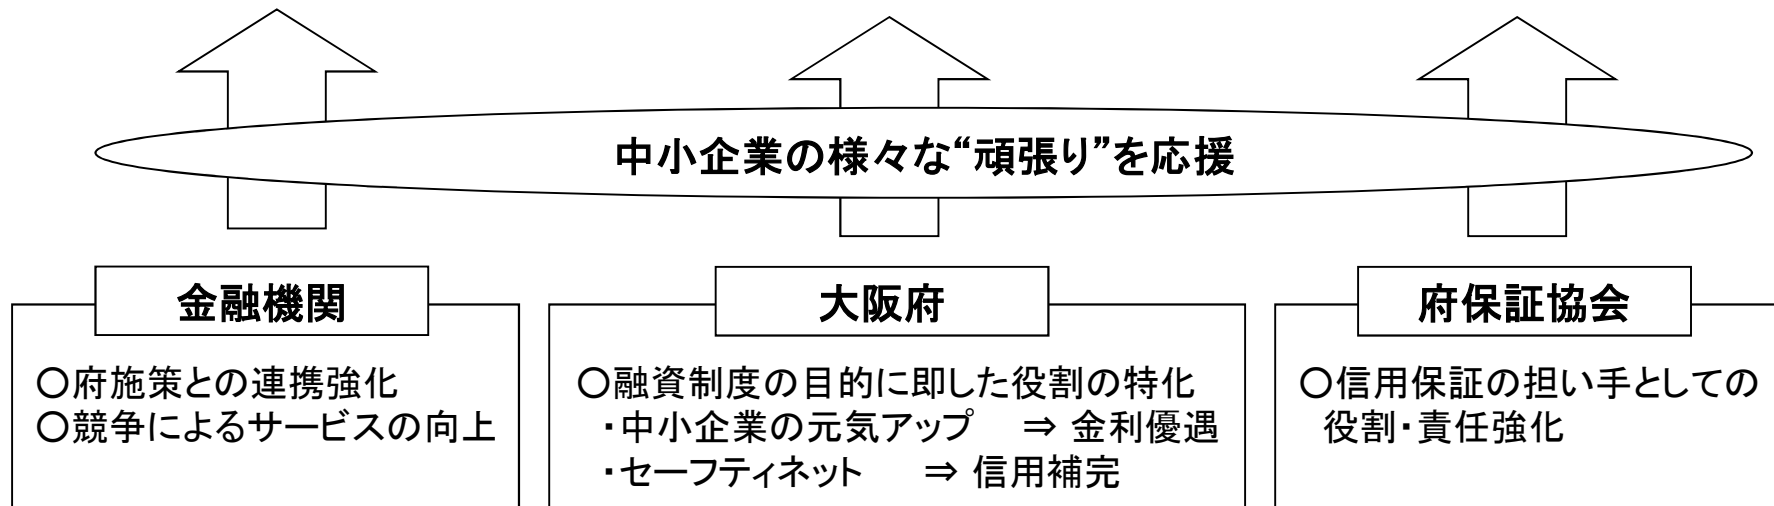 中小企業の様々な“頑張り”を応援
金融機関
○府施策との連携強化
○競争によるサービスの向上
大阪府
○融資制度の目的に即した役割の特化
・中小企業の元気アップ ⇒ 金利優遇
・セーフティネット ⇒ 信用補完
府保証協会
○信用保証の担い手としての
役割・責任強化